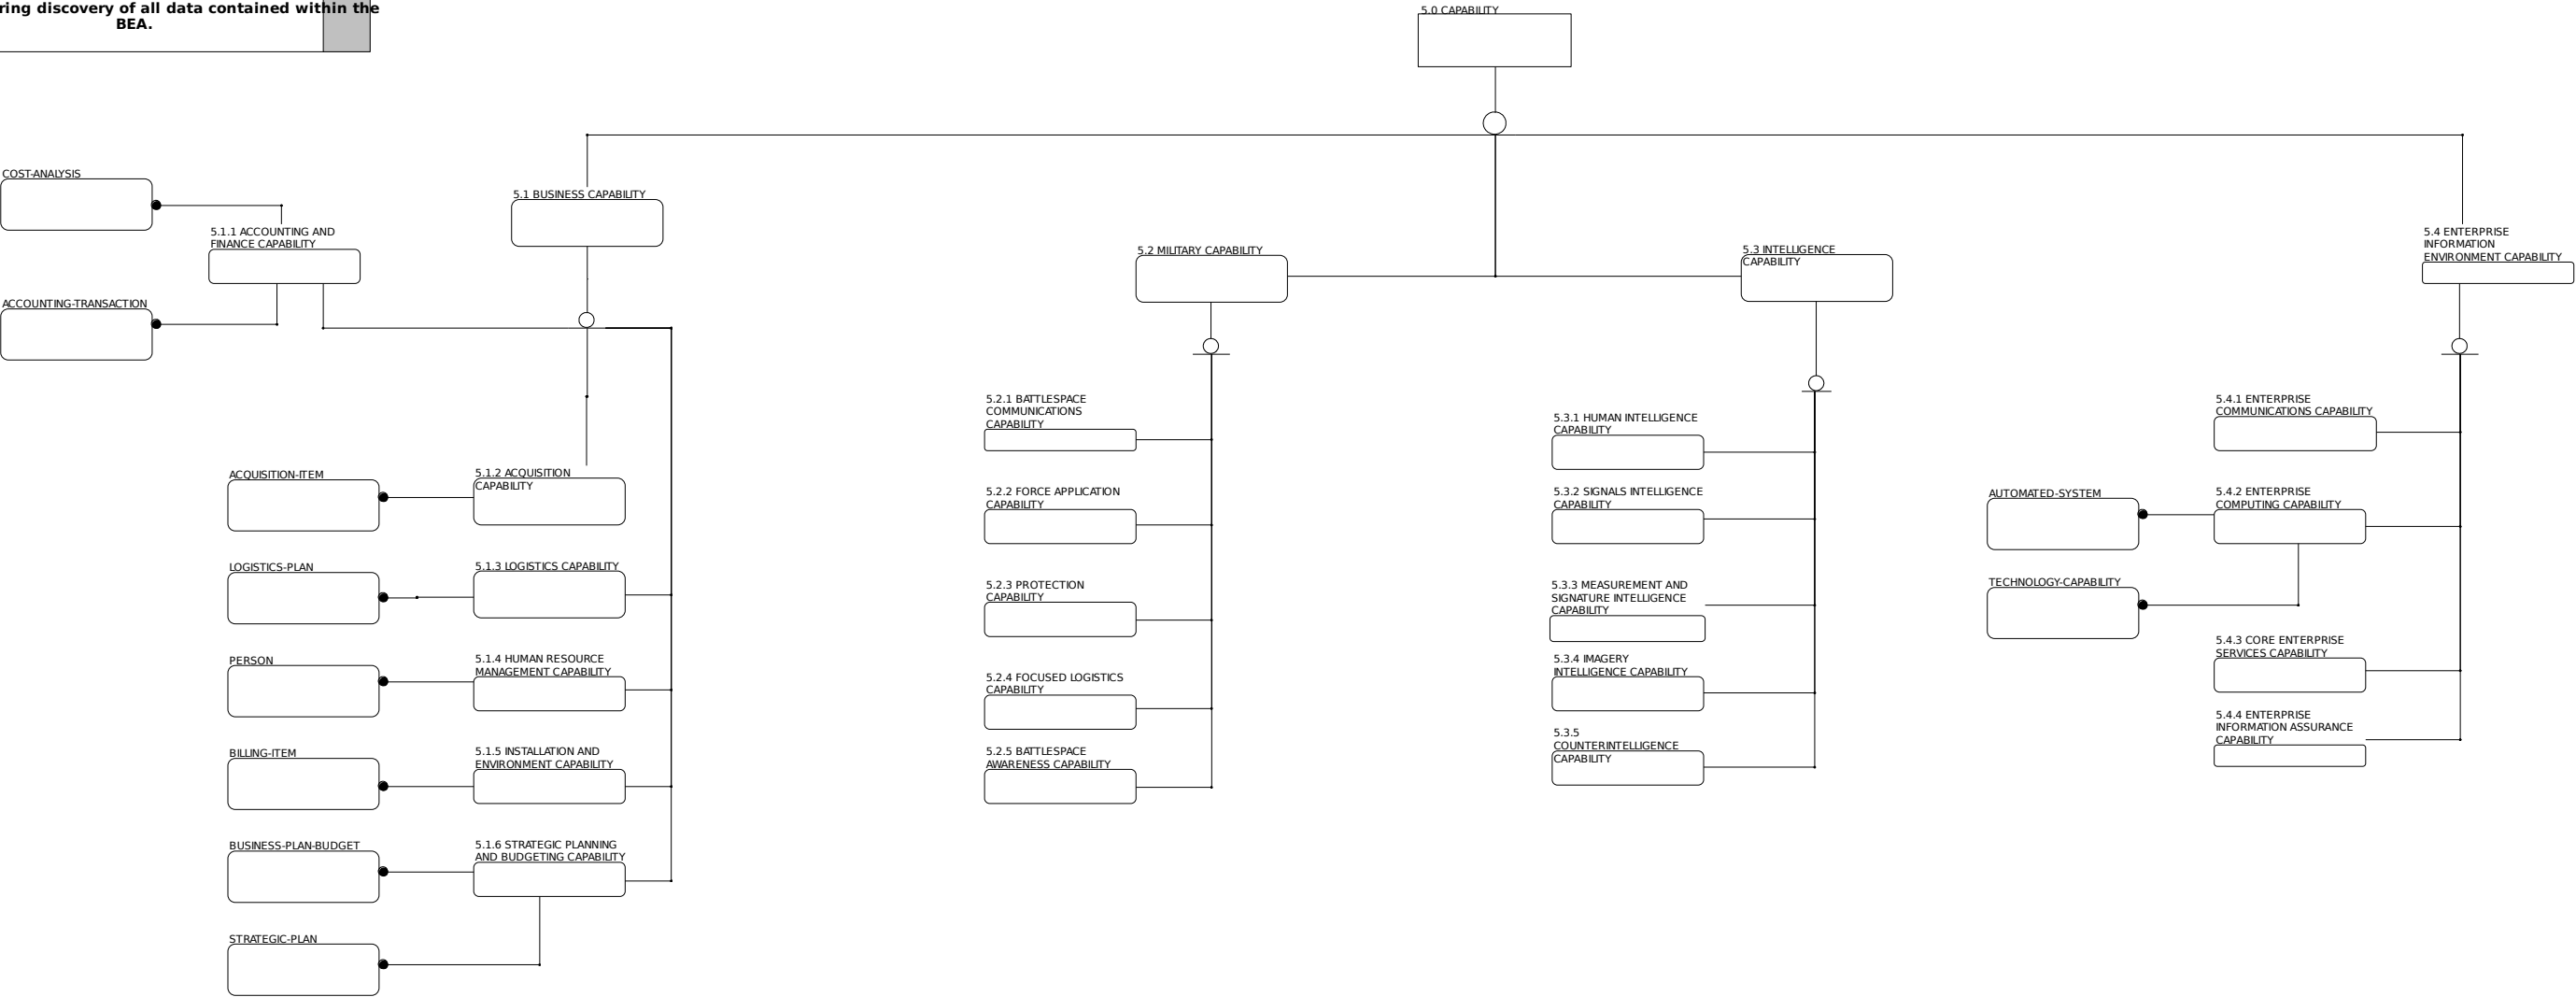 ring discovery of all data contained within the
BEA.
5.0 CAPABILITY
COST-ANALYSIS
5.1 BUSINESS CAPABILITY
5.1.1 ACCOUNTING AND
FINANCE CAPABILITY
ACCOUNTING-TRANSACTION
5.2 MILITARY CAPABILITY
5.3 INTELLIGENCE
CAPABILITY
5.4 ENTERPRISE
INFORMATION
ENVIRONMENT CAPABILITY
ACQUISITION-ITEM
5.1.2 ACQUISITION
CAPABILITY
LOGISTICS-PLAN
5.1.3 LOGISTICS CAPABILITY
PERSON
5.1.4 HUMAN RESOURCE
MANAGEMENT CAPABILITY
BILLING-ITEM
5.1.5 INSTALLATION AND
ENVIRONMENT CAPABILITY
BUSINESS-PLAN-BUDGET
5.1.6 STRATEGIC PLANNING
AND BUDGETING CAPABILITY
STRATEGIC-PLAN
5.2.1 BATTLESPACE
COMMUNICATIONS
CAPABILITY
5.2.2 FORCE APPLICATION
CAPABILITY
5.2.3 PROTECTION
CAPABILITY
5.2.4 FOCUSED LOGISTICS
CAPABILITY
5.2.5 BATTLESPACE
AWARENESS CAPABILITY
5.3.1 HUMAN INTELLIGENCE
CAPABILITY
5.3.2 SIGNALS INTELLIGENCE
CAPABILITY
5.3.3 MEASUREMENT AND
SIGNATURE INTELLIGENCE
CAPABILITY
5.3.4 IMAGERY
INTELLIGENCE CAPABILITY
5.3.5
COUNTERINTELLIGENCE
CAPABILITY
5.4.1 ENTERPRISE
COMMUNICATIONS CAPABILITY
AUTOMATED-SYSTEM
5.4.2 ENTERPRISE
COMPUTING CAPABILITY
TECHNOLOGY-CAPABILITY
5.4.3 CORE ENTERPRISE
SERVICES CAPABILITY
5.4.4 ENTERPRISE
INFORMATION ASSURANCE
CAPABILITY